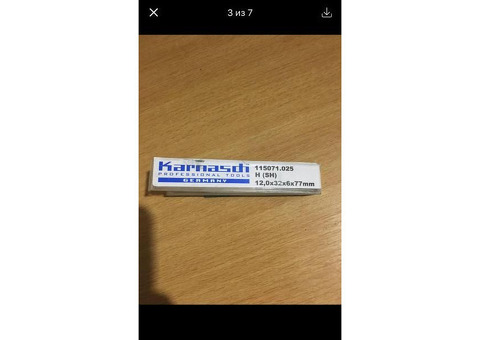 3 из 7
Karnasch
PROFESSIONAL TOOLS
GERMANY
115071.025
H (SH)
12,0x32x6x77mm